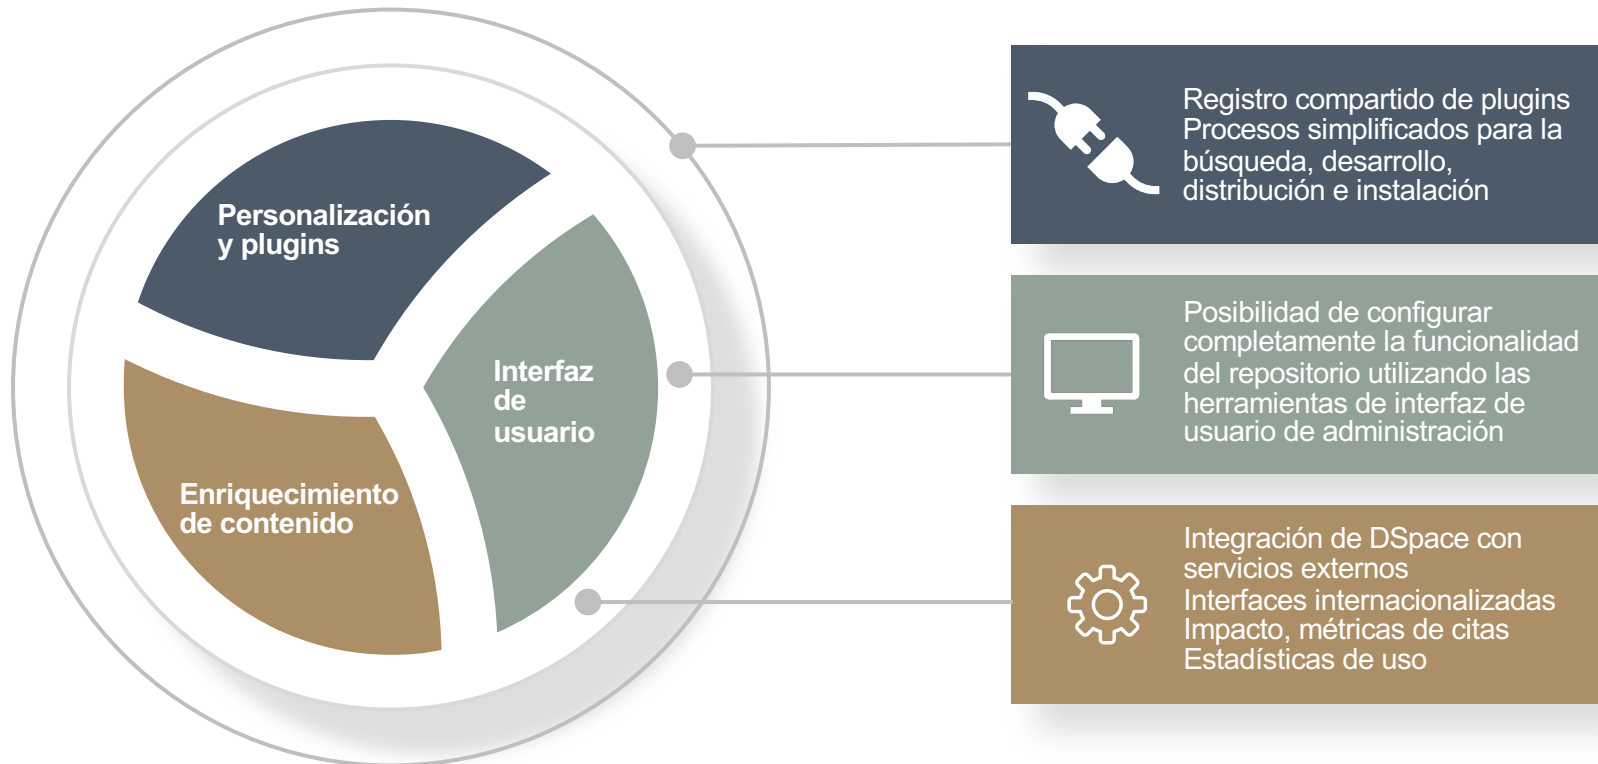 Personalización
y plugins
Interfaz
de
usuario
Enriquecimiento
de contenido
Registro compartido de plugins
Procesos simplificados para la
búsqueda, desarrollo,
distribución e instalación
Posibilidad de configurar
completamente la funcionalidad
del repositorio utilizando las
herramientas de interfaz de
usuario de administración
Integración de DSpace con
servicios externos
Interfaces internacionalizadas
Impacto, métricas de citas
Estadísticas de uso